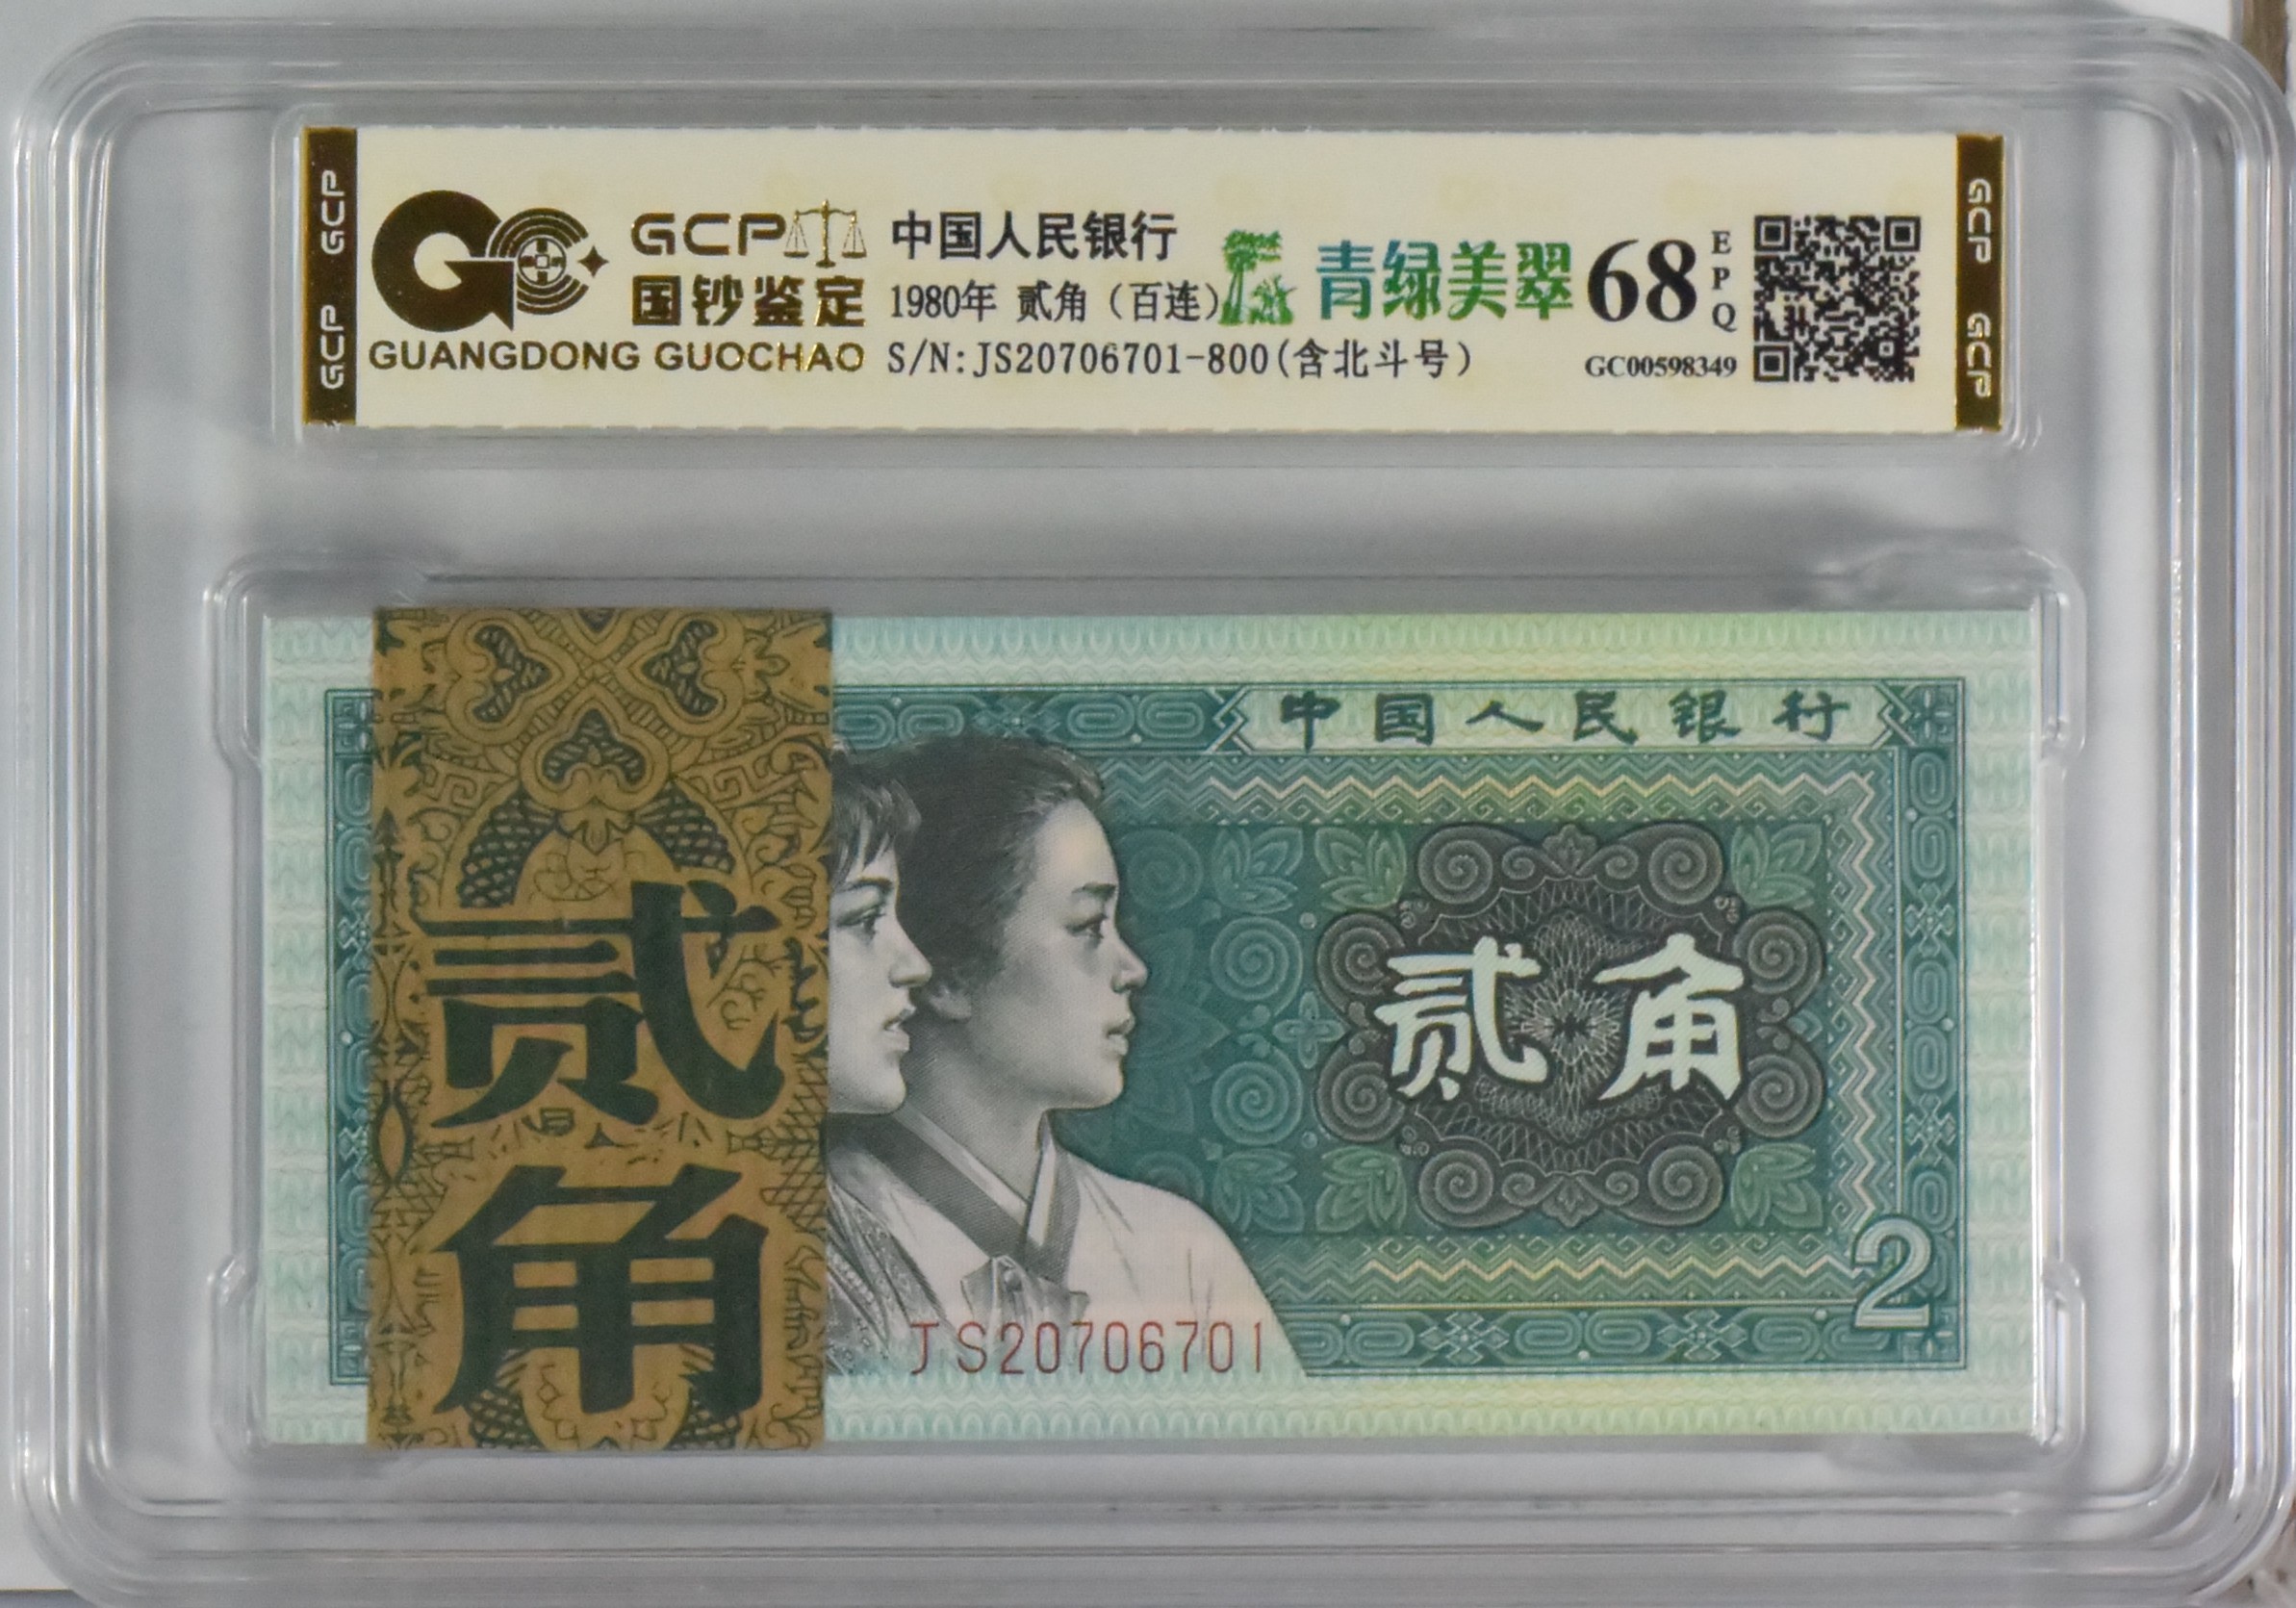 GCP GCP
GCP
国钞鉴定
GUANGDONG GUOCHAO
中国人民银行
1980年 贰角（百连）
S/N:JS20706701-800(含北斗号)
青绿美翠
68
EPQ
GC00598349
GCP GCP
贰角
中国人民银行
贰角
2
JS20706701